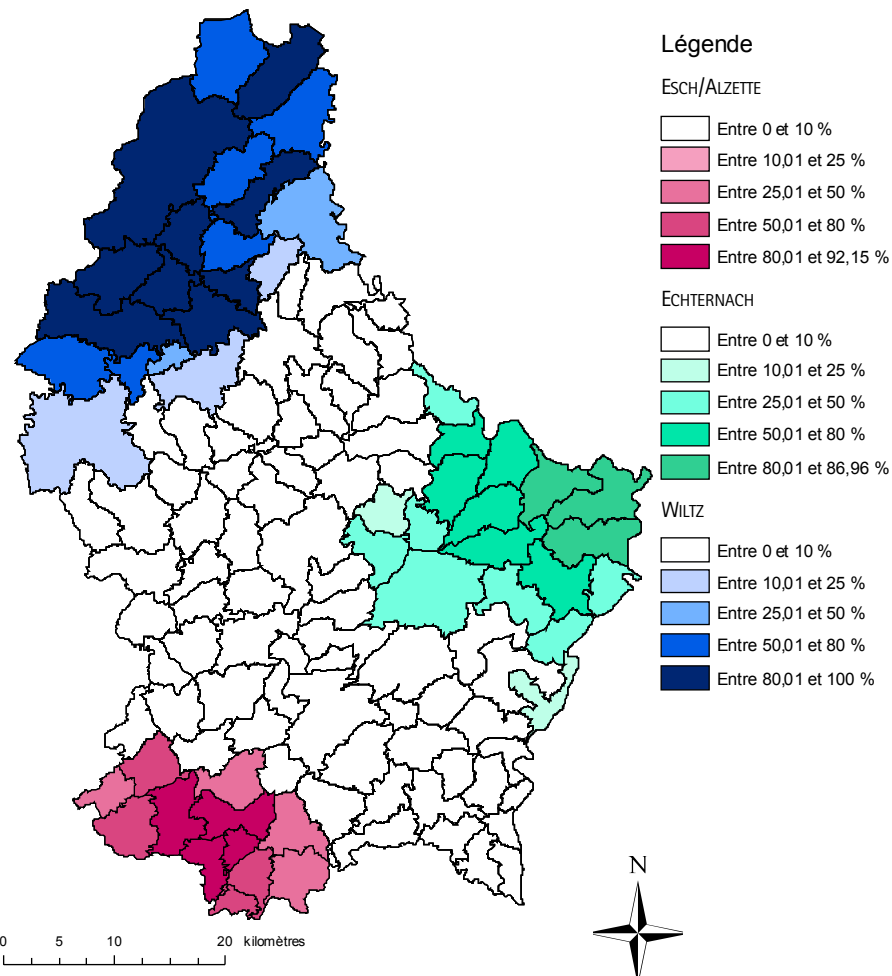 Légende
ESCH/ALZETTE
Entre 0 et 10 %
Entre 10,01 et 25 %
Entre 25,01 et 50 %
Entre 50,01 et 80 %
Entre 80,01 et 92,15 %
ECHTERNACH
Entre 0 et 10 %
Entre 10,01 et 25 %
Entre 25,01 et 50 %
Entre 50,01 et 80 %
Entre 80,01 et 86,96 %
WILTZ
Entre 0 et 10 %
Entre 10,01 et 25 %
Entre 25,01 et 50 %
Entre 50,01 et 80 %
Entre 80,01 et 100 %
N
0 5 10 20 kilomètres